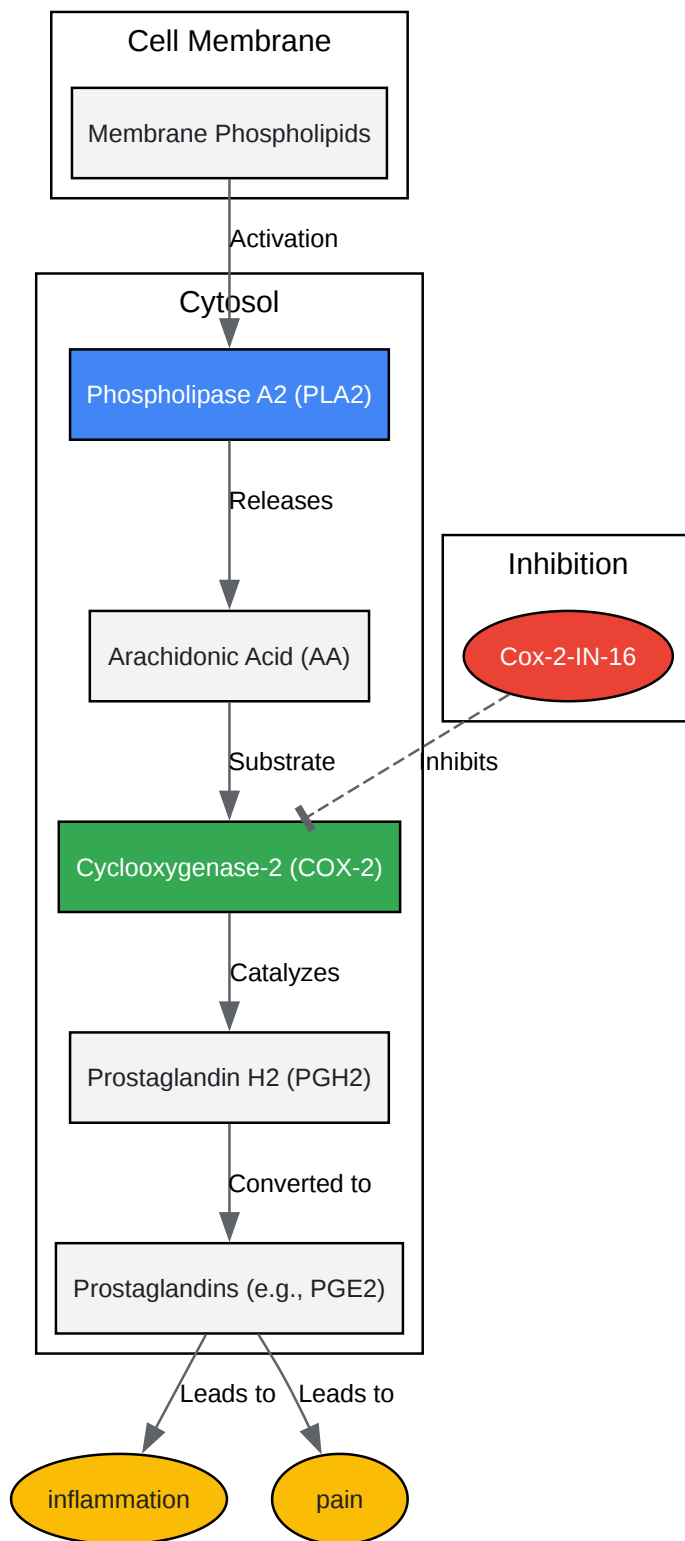 Cell Membrane
Membrane Phospholipids
Activation
Cytosol
Phospholipase A2 (PLA2)
Releases
Inhibition
Arachidonic Acid (AA)
Cox-2-IN-16
Substrate
Inhibits
Cyclooxygenase-2 (COX-2)
Catalyzes
Prostaglandin H2 (PGH2)
Converted to
Prostaglandins (e.g., PGE2)
Leads to
Leads to
inflammation
pain